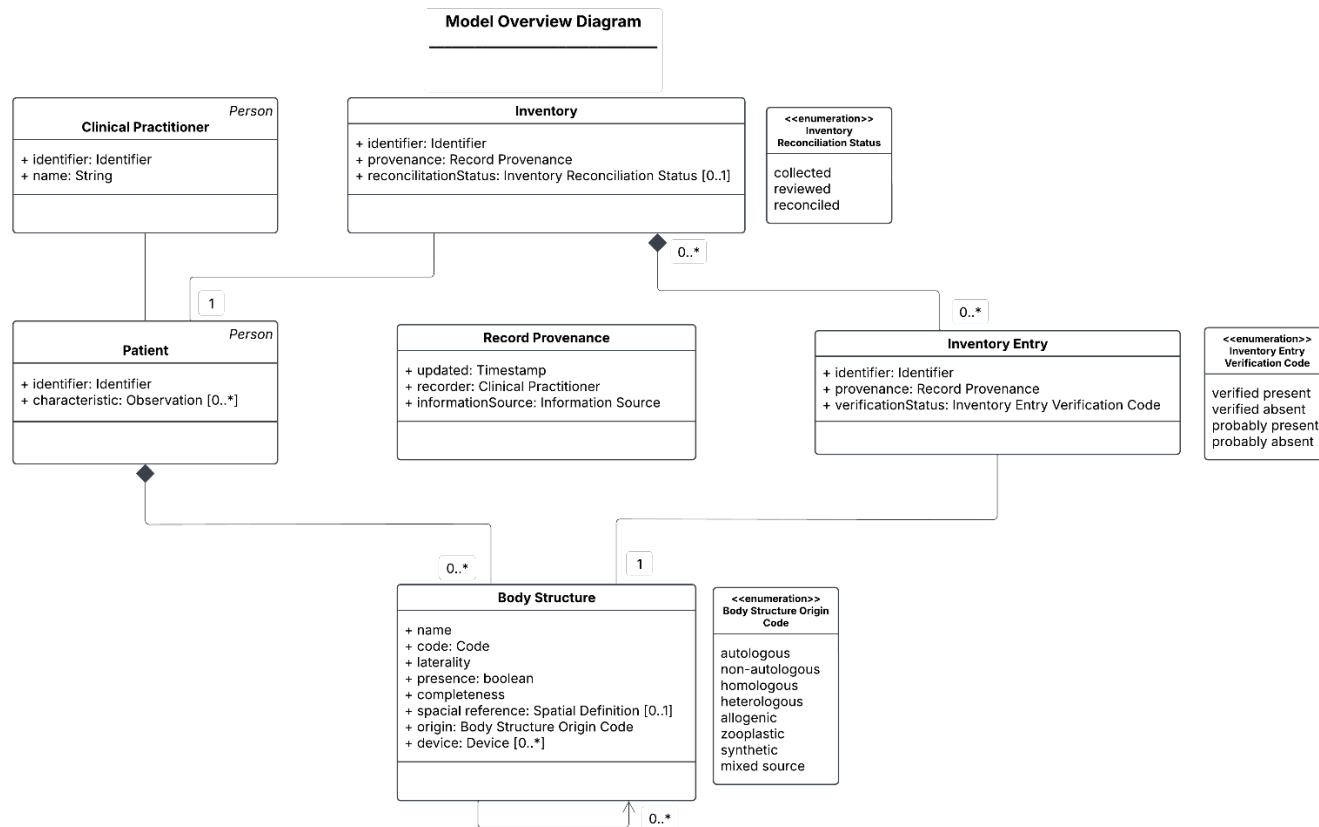 Model Overview Diagram
Person
Clinical Practitioner
+ identifier: Identifier
+ name: String
Inventory
+ identifier: Identifier
+ provenance: Record Provenance
+ reconcilitationStatus: Inventory Reconciliation Status [0..1]
<<enumeration>>
Inventory
Reconciliation Status
collected
reviewed
reconciled
0..*
1
0..*
Person
Patient
+ identifier: Identifier
+ characteristic: Observation [0..*]
Record Provenance
+ updated: Timestamp
+ recorder: Clinical Practitioner
+ informationSource: Information Source
Inventory Entry
+ identifier: Identifier
+ provenance: Record Provenance
+ verificationStatus: Inventory Entry Verification Code
<<enumeration>>
Inventory Entry
Verification Code
verified present
verified absent
probably present
probably absent
0..*
1
Body Structure
+ name
+ code: Code
+ laterality
+ presence: boolean
+ completeness
+ spacial reference: Spatial Definition [0..1]
+ origin: Body Structure Origin Code
+ device: Device [0..*]
<<enumeration>>
Body Structure Origin
Code
autologous
non-autologous
homologous
heterologous
allogenic
zooplastic
synthetic
mixed source
0..*